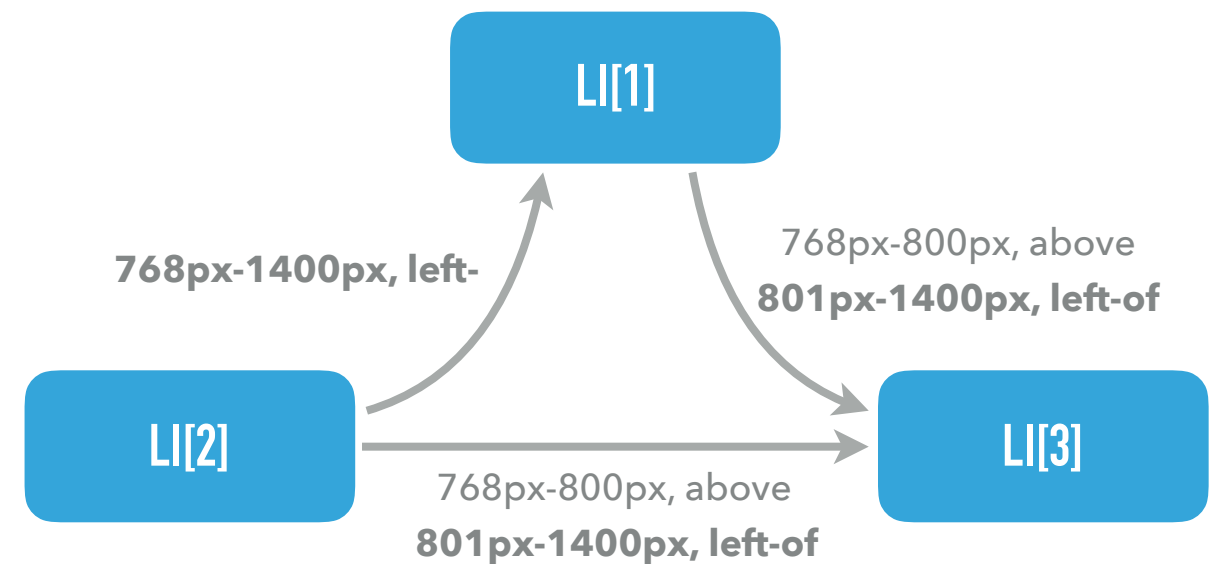 LI[1]
768px-1400px, left-
768px-800px, above
801px-1400px, left-of
LI[2]
LI[3]
768px-800px, above
801px-1400px, left-of